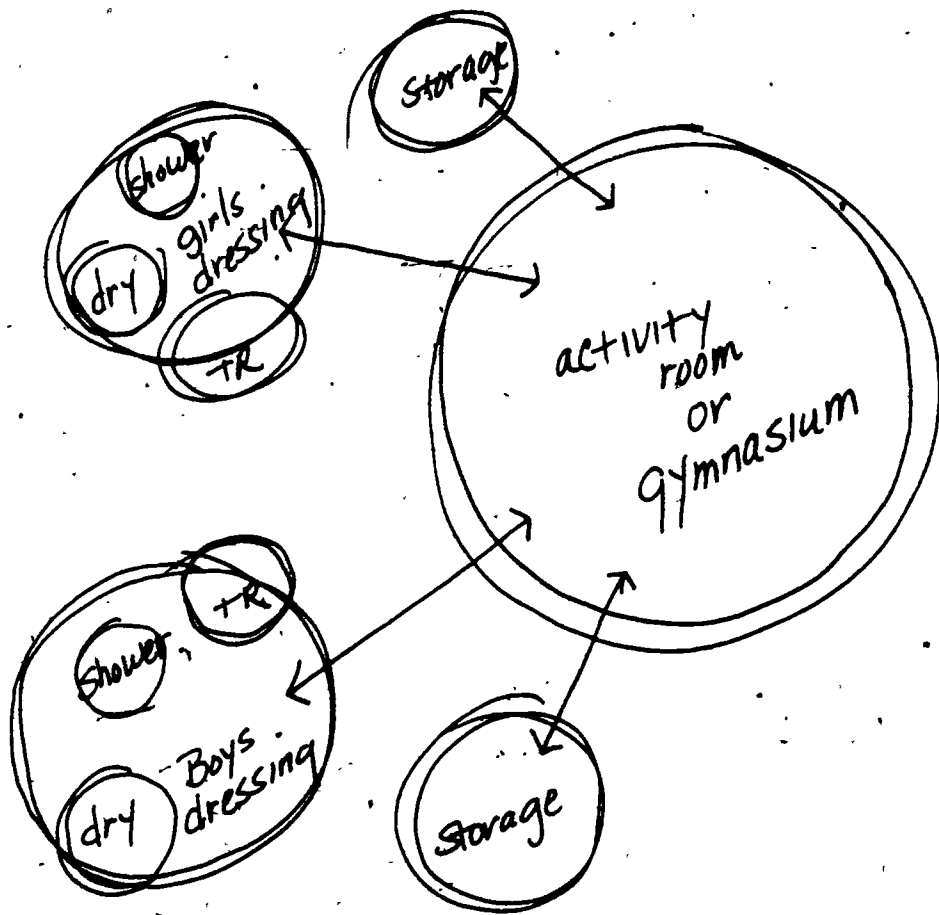 Storage
shower
girls
dressing
dry
TR
activity
room
or
gymnasium
TR
shower
Boys
dressing
dry
Storage